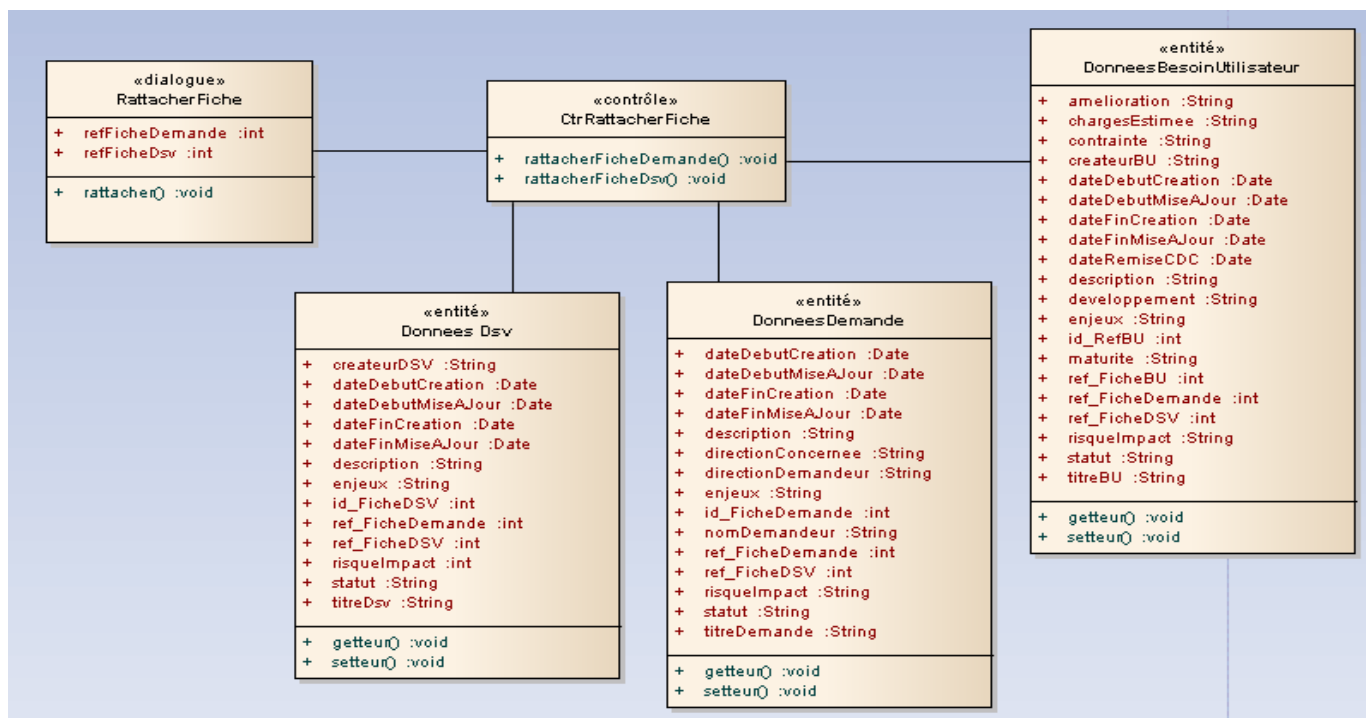 «dialogue»
RattacherFiche
+ refFicheDemande :int
+ refFicheDsv :int
+ rattacher() :void
«contrôle»
CtrRattacherFiche
+ rattacherFicheDemande() :void
+ rattacherFicheDsv() :void
«entité»
DonneesBesoinUtilisateur
+ amelioration :String
+ chargesEstimee :String
+ contrainte :String
+ createurBU :String
+ dateDebutCreation :Date
+ dateDebutMiseAJour :Date
+ dateFinCreation :Date
+ dateFinMiseAJour :Date
+ dateRemiseCDC :Date
+ description :String
+ developpement :String
+ enjeux :String
+ id_RefBU :int
+ maturite :String
+ ref_FicheBU :int
+ ref_FicheDemande :int
+ ref_FicheDSV :int
+ risqueImpact :String
+ statut :String
+ titreBU :String
+ getteur() :void
+ setteur() :void
«entité»
Donnees Dsv
+ createurDSV :String
+ dateDebutCreation :Date
+ dateDebutMiseAJour :Date
+ dateFinCreation :Date
+ dateFinMiseAJour :Date
+ description :String
+ enjeux :String
+ id_FicheDSV :int
+ ref_FicheDemande :int
+ ref_FicheDSV :int
+ risqueImpact :int
+ statut :String
+ titreDsv :String
+ getteur() :void
+ setteur() :void
«entité»
DonneesDemande
+ dateDebutCreation :Date
+ dateDebutMiseAJour :Date
+ dateFinCreation :Date
+ dateFinMiseAJour :Date
+ description :String
+ directionConcernee :String
+ directionDemandeur :String
+ enjeux :String
+ id_FicheDemande :int
+ nomDemandeur :String
+ ref_FicheDemande :int
+ ref_FicheDSV :int
+ risqueImpact :String
+ statut :String
+ titreDemande :String
+ getteur() :void
+ setteur() :void